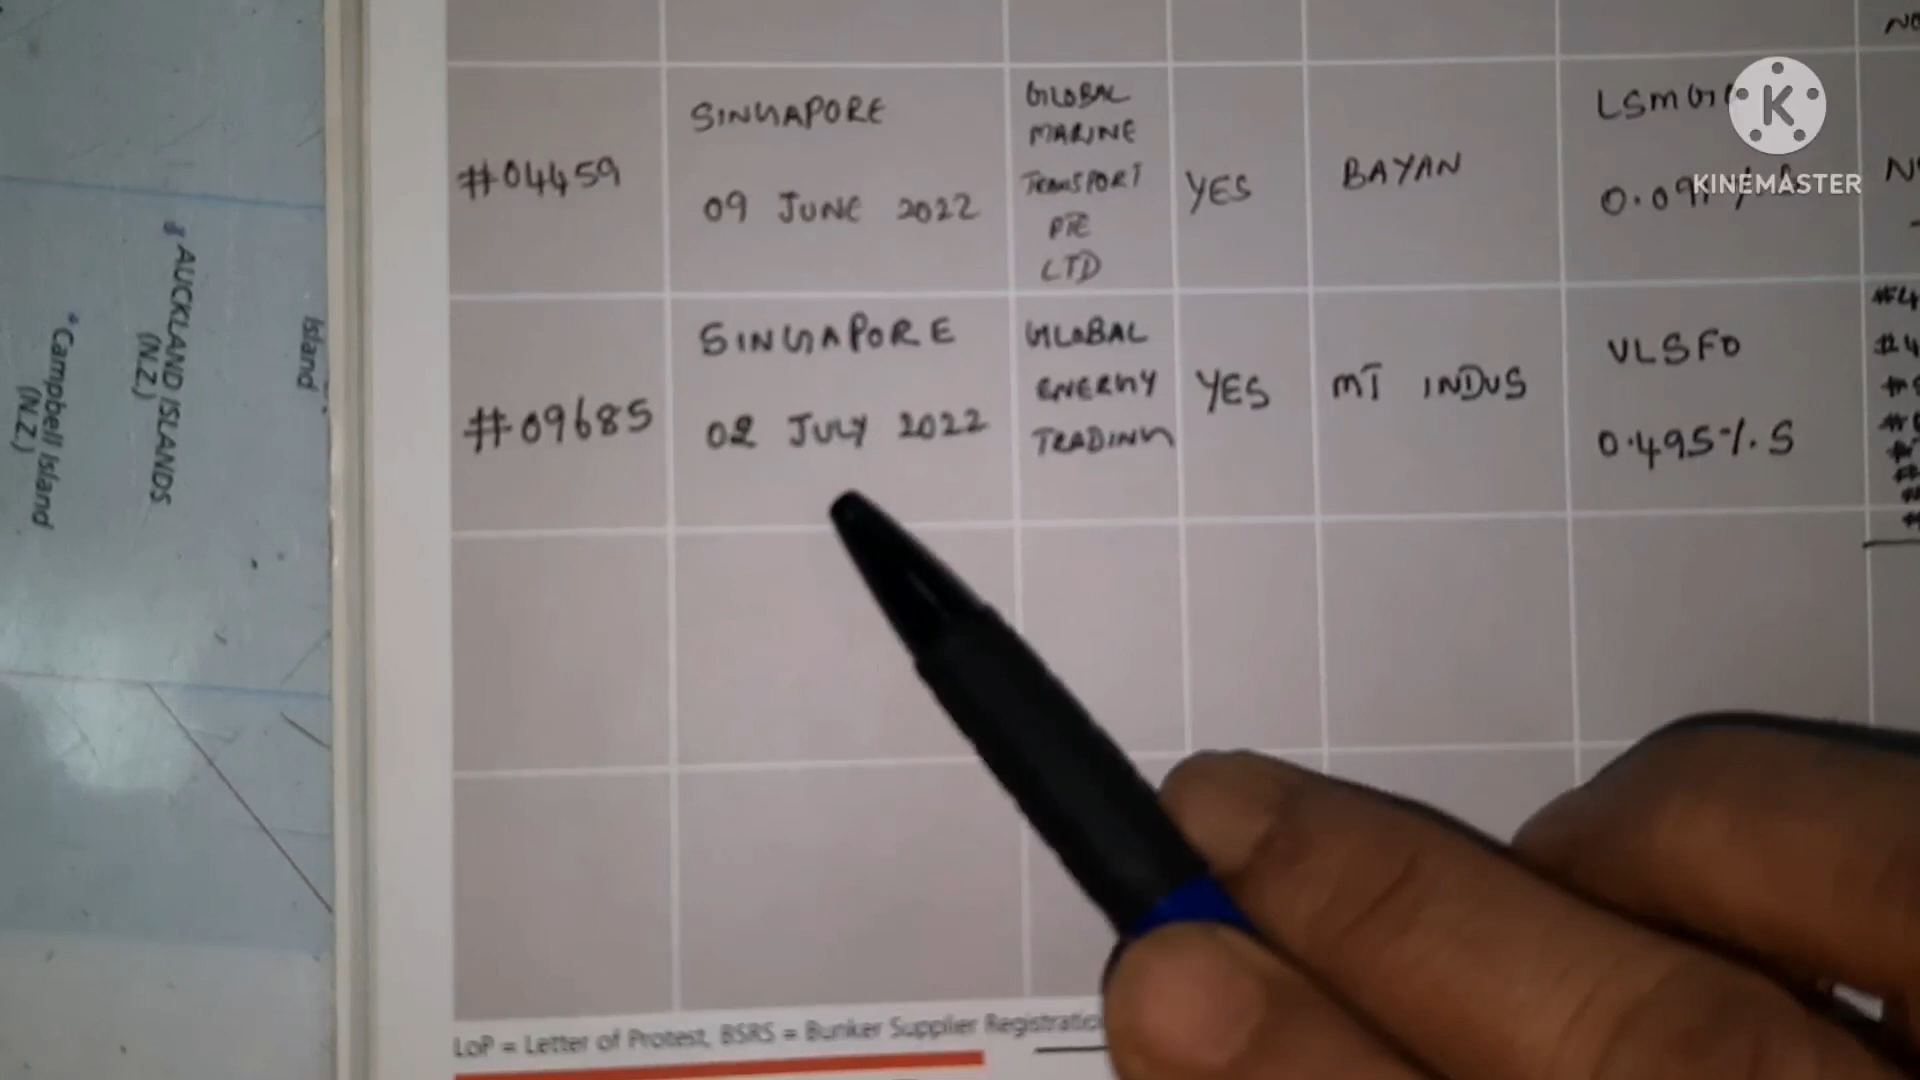 NO
#04459
SINGAPORE
09 JUNE 2022
GLOBAL
MARINE
TRANSPORT
PTE
LTD
YES
BAYAN
#09685
SINGAPORE
02 JULY 2022
GLOBAL
ENERGY
TRADING
YES
MT INDUS
VLSFO
0.495%.S
LoP = Letter of Protest, BSRS = Bunker Supplier
KINEMASTER
AUCKLAND ISLANDS
(N.Z.)
Campbell Island
(N.Z.)
Island